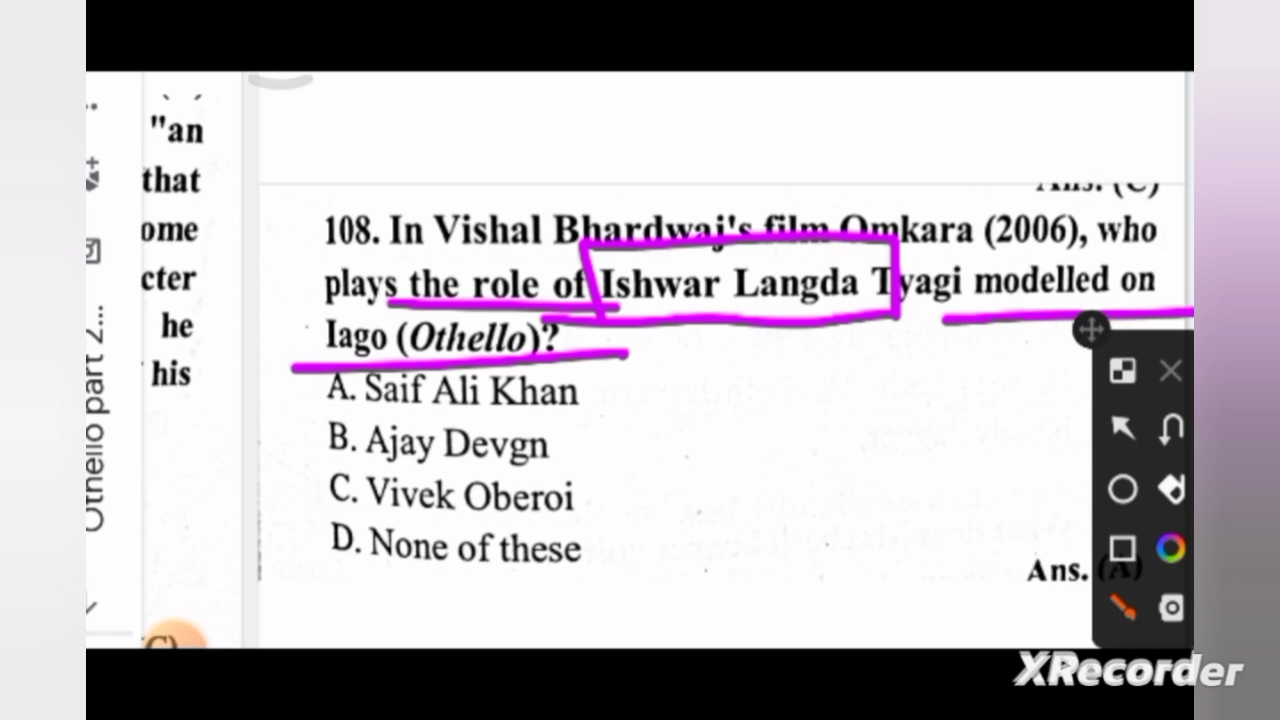 "an
that
ome
cter
he
his
Othello part 2...
Ans. (C)
108. In Vishal Bhardwaj's film Omkara (2006), who
plays the role of Ishwar Langda Tyagi modelled on
Iago (Othello)?
A. Saif Ali Khan
B. Ajay Devgn
C. Vivek Oberoi
D. None of these
Ans. (A)
C)
XRecorder